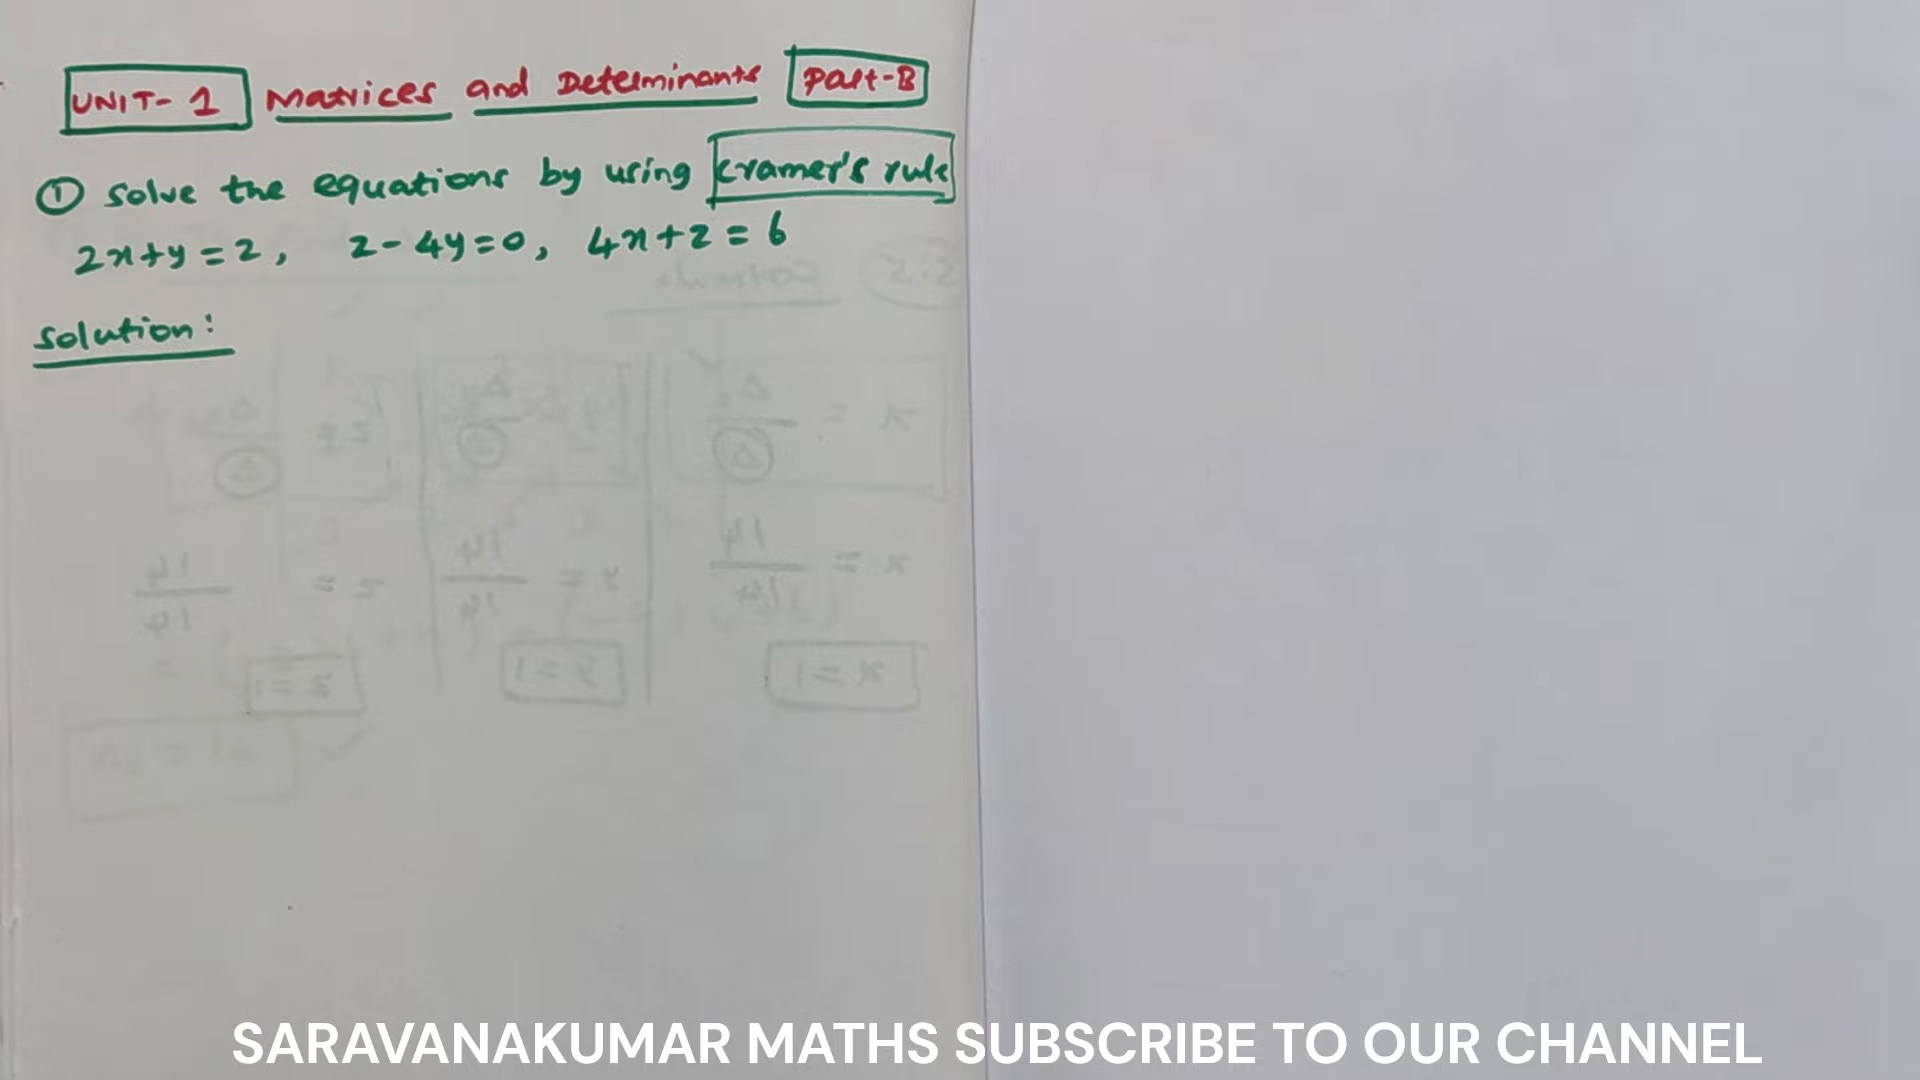 UNIT-1 Matrices and Determinants Part-B
① Solve the equations by using Cramer's rule
2x+y=2, z-4y=0, 4x+z=6
Solution:
SARAVANAKUMAR MATHS SUBSCRIBE TO OUR CHANNEL